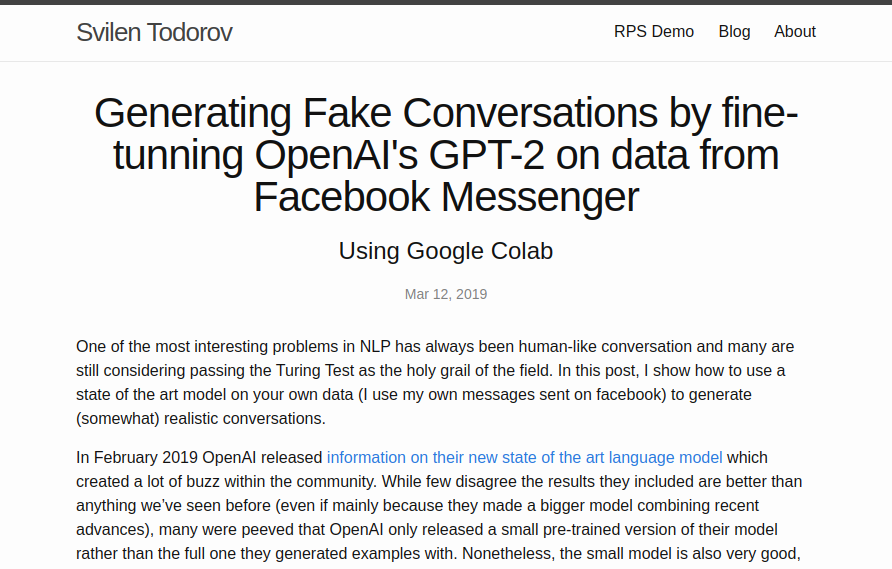 Svilen Todorov
RPS Demo Blog About
Generating Fake Conversations by fine-
tunning OpenAI's GPT-2 on data from
Facebook Messenger
Using Google Colab
Mar 12, 2019
One of the most interesting problems in NLP has always been human-like conversation and many are
still considering passing the Turing Test as the holy grail of the field. In this post, I show how to use a
state of the art model on your own data (I use my own messages sent on facebook) to generate
(somewhat) realistic conversations.
In February 2019 OpenAI released information on their new state of the art language model which
created a lot of buzz within the community. While few disagree the results they included are better than
anything we’ve seen before (even if mainly because they made a bigger model combining recent
advances), many were peeved that OpenAI only released a small pre-trained version of their model
rather than the full one they generated examples with. Nonetheless, the small model is also very good,